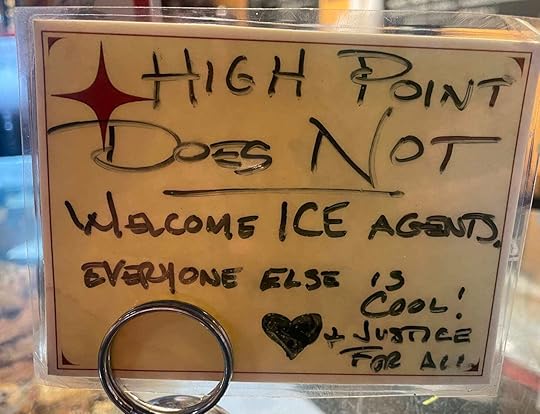 HIGH POINT
DOES NOT
WELCOME ICE AGENTS.
EVERYONE ELSE IS
COOL!
♥ + JUSTICE
FOR ALL